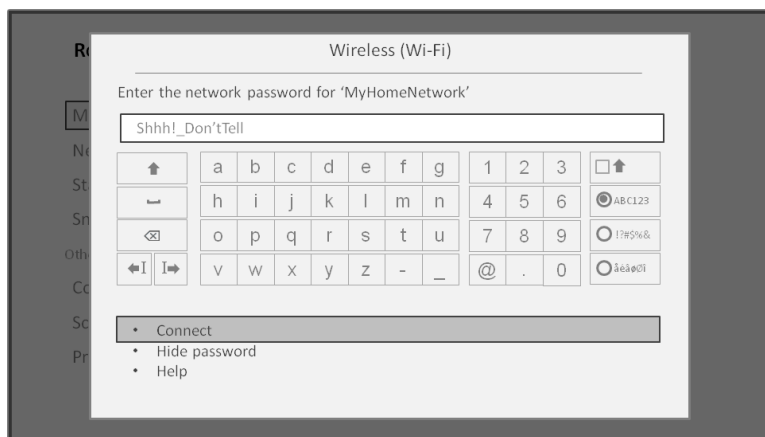 Wireless (Wi-Fi)
Enter the network password for ‘MyHomeNetwork’
Shhh!_Don’tTell
a b c d e f g 1 2 3
h i j k l m n 4 5 6 ABC123
o p q r s t u 7 8 9 !?#$%&
v w x y z - _ @ . 0 âëàøØî
• Connect
• Hide password
• Help